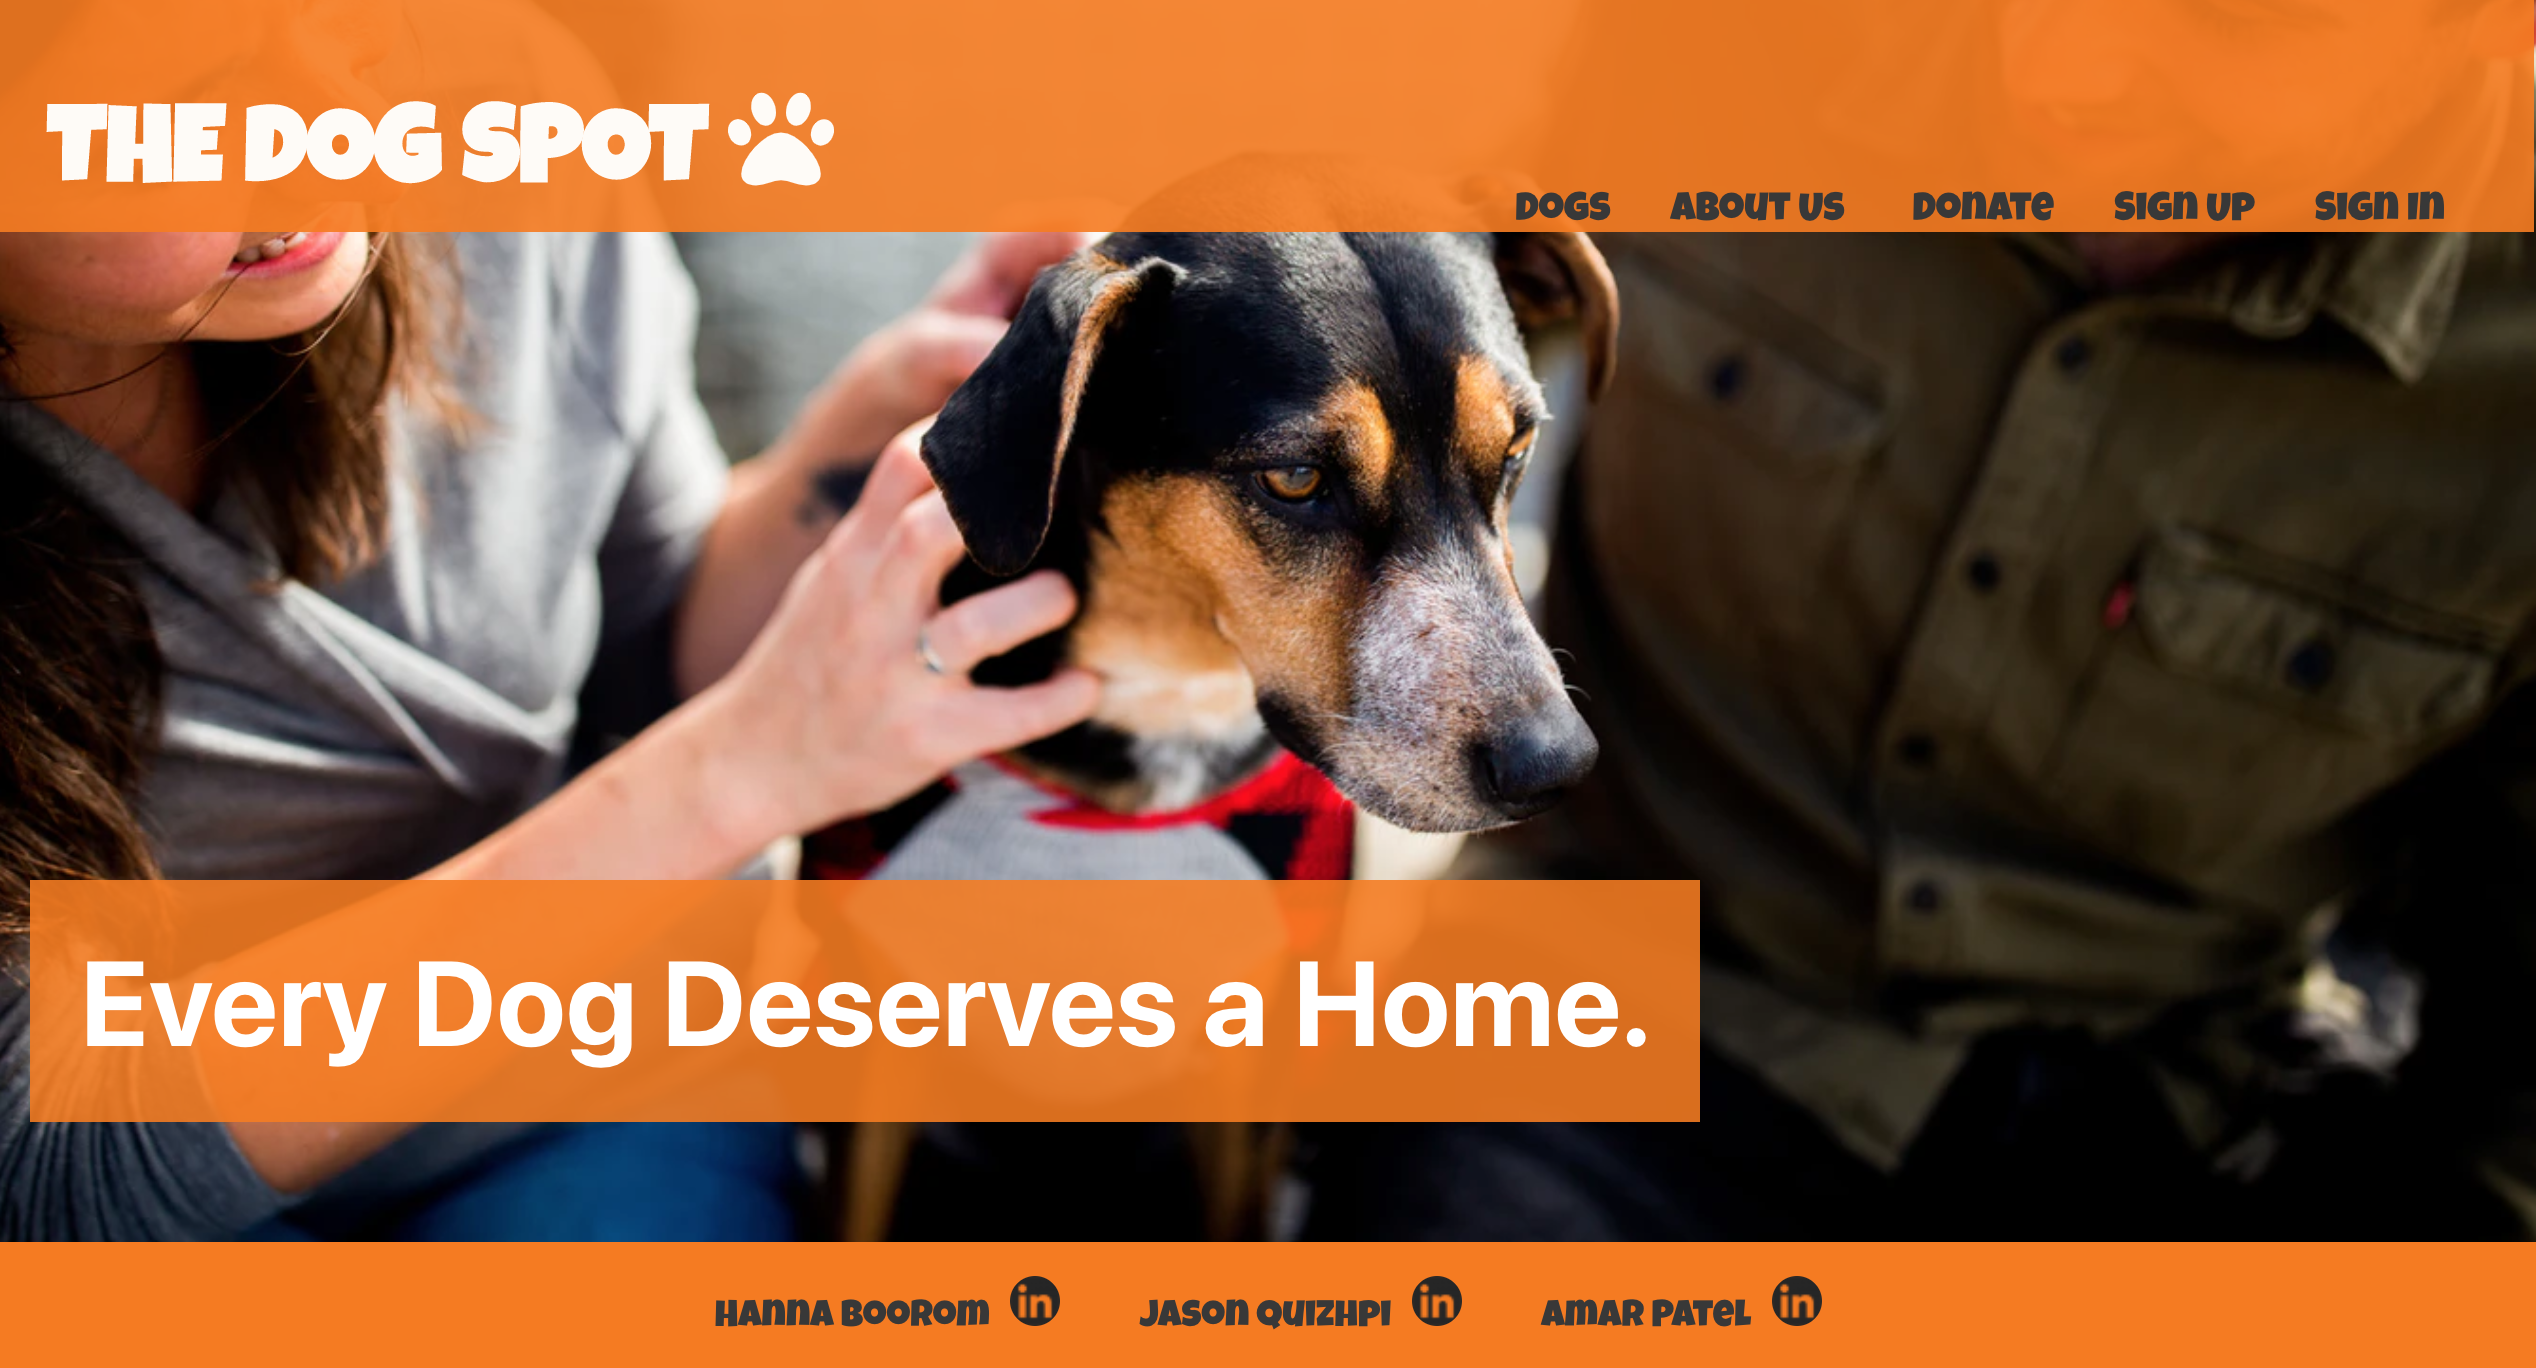 THE DOG SPOT
DOGS ABOUT US DONATE SIGN UP SIGN IN
Every Dog Deserves a Home.
HANNA BOOROM in JASON QUIZHPI in AMAR PATEL in